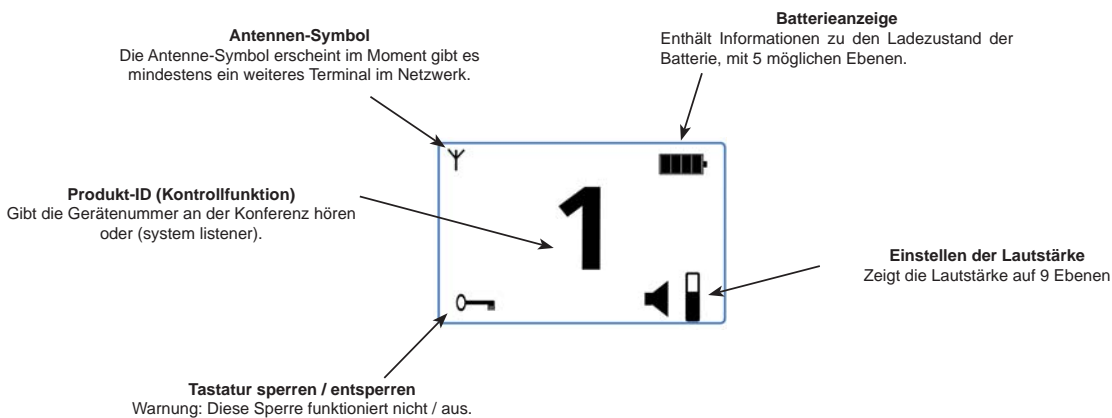 Antennen-Symbol
Die Antenne-Symbol erscheint im Moment gibt es
mindestens ein weiteres Terminal im Netzwerk.
Batterieanzeige
Enthält Informationen zu den Ladezustand der
Batterie, mit 5 möglichen Ebenen.
Produkt-ID (Kontrollfunktion)
Gibt die Gerätenummer an der Konferenz hören
oder (system listener).
1
Einstellen der Lautstärke
Zeigt die Lautstärke auf 9 Ebenen
Tastatur sperren / entsperren
Warnung: Diese Sperre funktioniert nicht / aus.